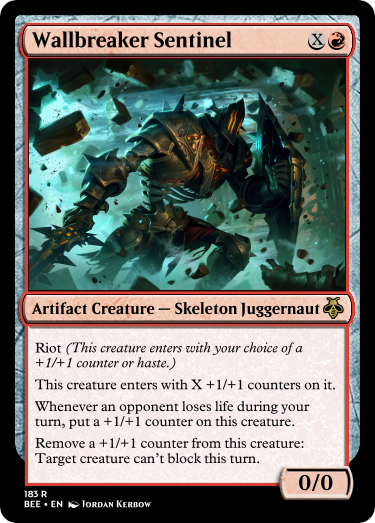 Wallbreaker Sentinel X
Artifact Creature — Skeleton Juggernaut
Riot (This creature enters with your choice of a
+1/+1 counter or haste.)
This creature enters with X +1/+1 counters on it.
Whenever an opponent loses life during your
turn, put a +1/+1 counter on this creature.
Remove a +1/+1 counter from this creature:
Target creature can't block this turn.
0/0
183 R
BEE • EN Jordan Kerbow